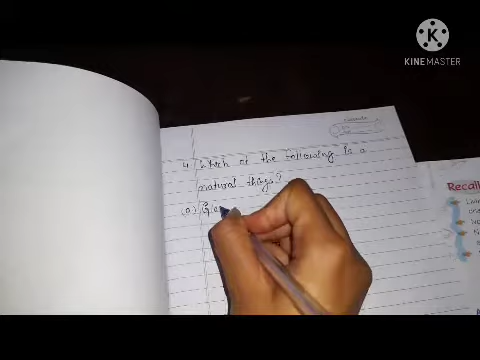 KINEMASTER
4. Which of the following is a
natural things?
(a)
Recall